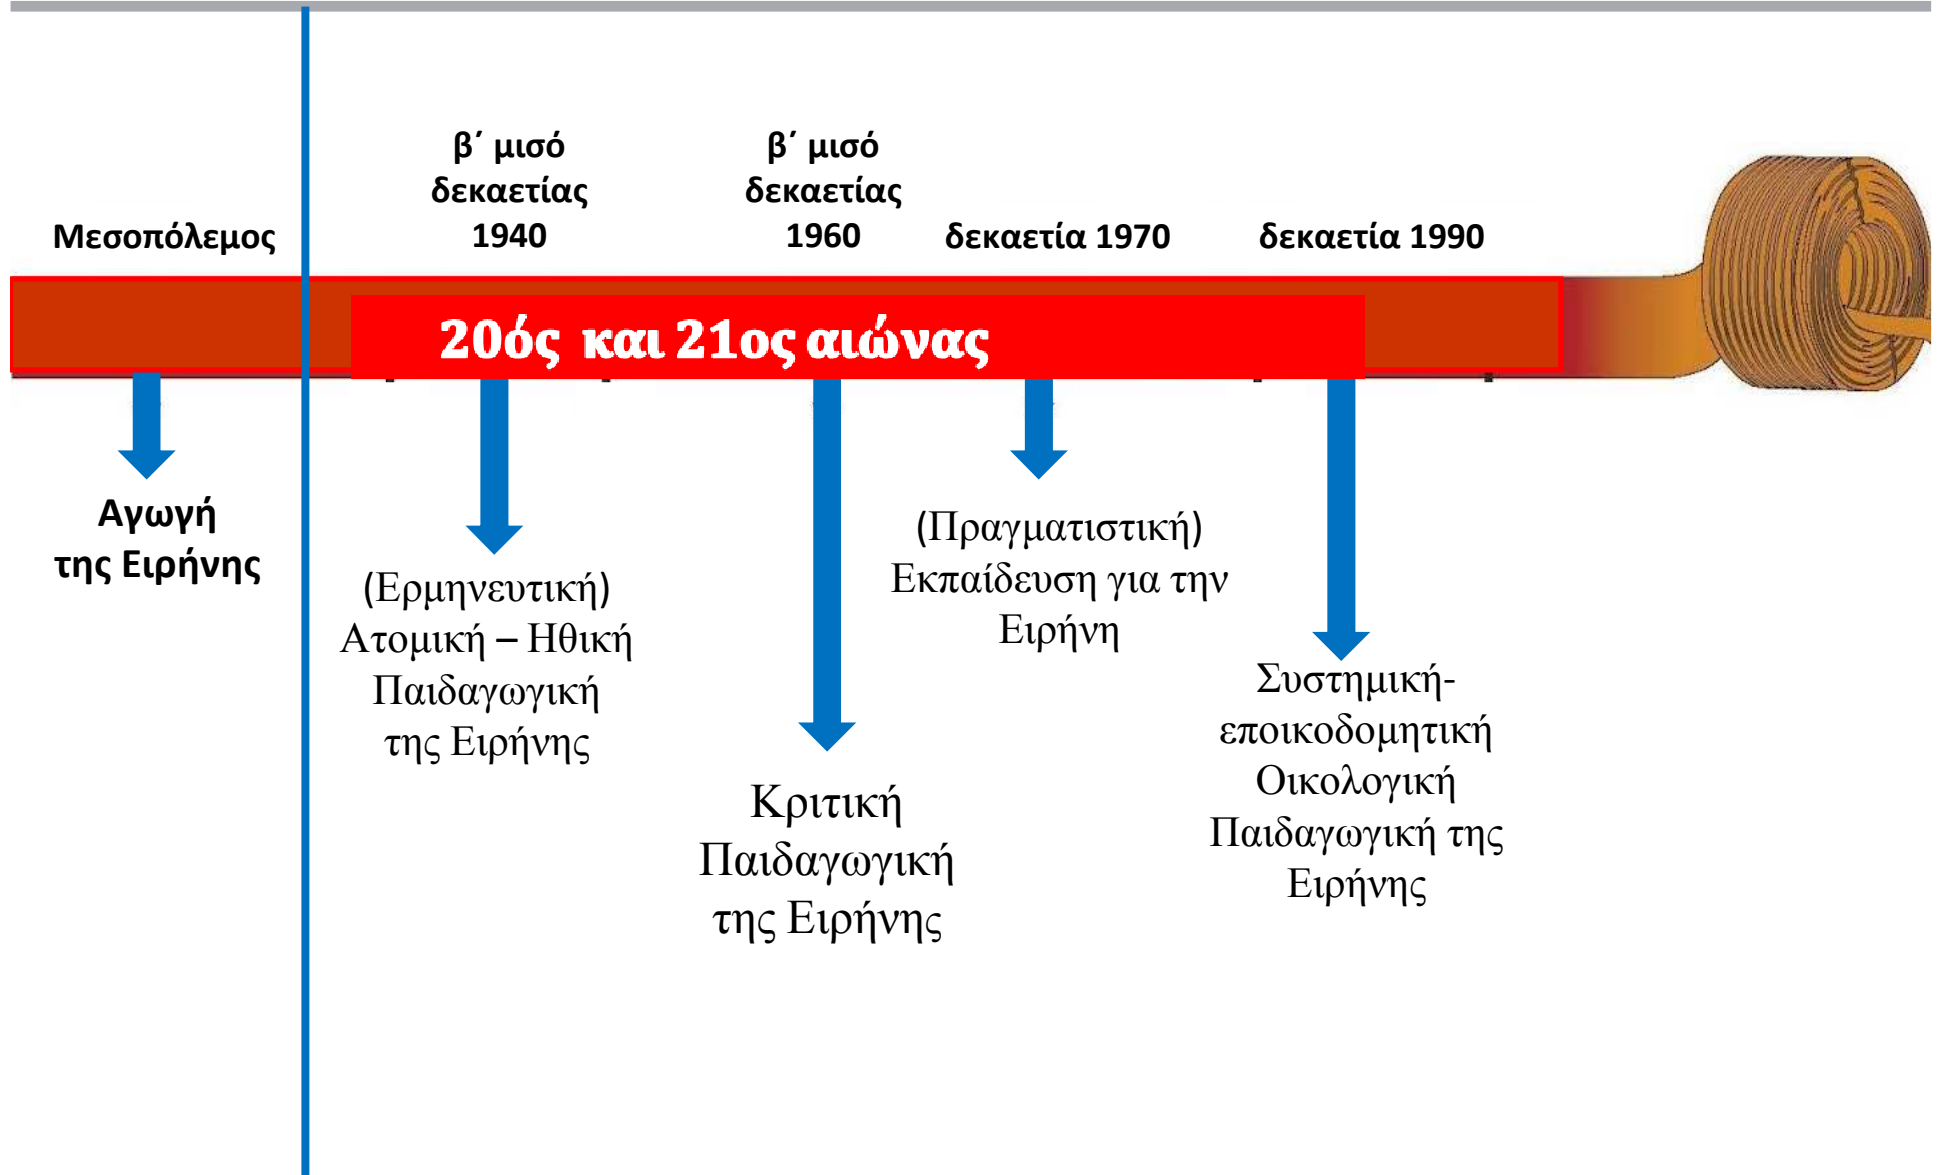 Μεσοπόλεμος
β΄ μισό
δεκαετίας
1940
β΄ μισό
δεκαετίας
1960
δεκαετία 1970
δεκαετία 1990
20ός και 21ος αιώνας
Αγωγή
της Ειρήνης
(Ερμηνευτική)
Ατομική – Ηθική
Παιδαγωγική
της Ειρήνης
Κριτική
Παιδαγωγική
της Ειρήνης
(Πραγματιστική)
Εκπαίδευση για την
Ειρήνη
Συστημική-
εποικοδομητική
Οικολογική
Παιδαγωγική της
Ειρήνης